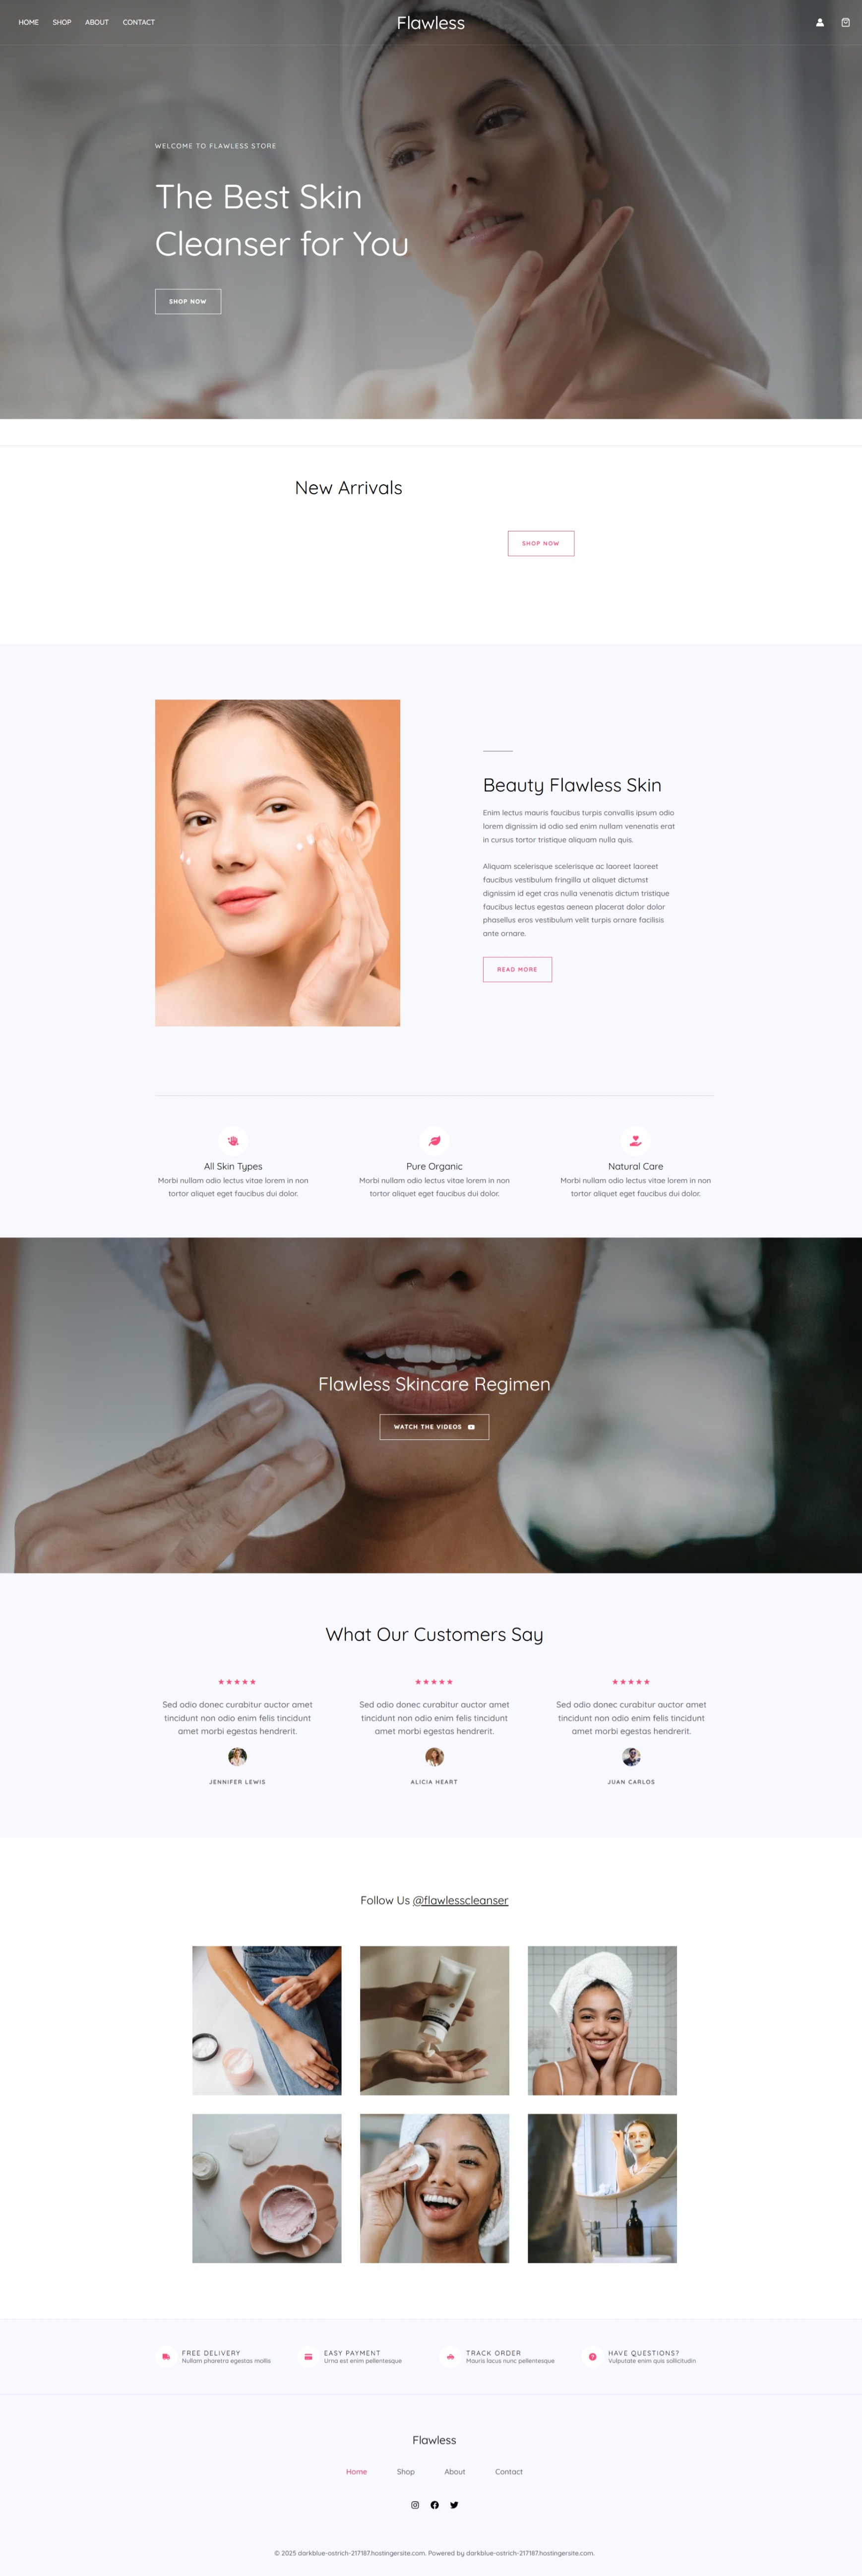 HOME SHOP ABOUT CONTACT
Flawless
WELCOME TO FLAWLESS STORE
The Best Skin
Cleanser for You
SHOP NOW
New Arrivals
SHOP NOW
Beauty Flawless Skin
Enim lectus mauris faucibus turpis convallis ipsum odio
lorem dignissim id odio sed enim nullam venenatis erat
in cursus tortor tristique aliquam nulla quis.
Aliquam scelerisque scelerisque ac laoreet laoreet
faucibus vestibulum fringilla ut aliquet dictumst
dignissim id eget cras nulla venenatis dictum tristique
faucibus lectus egestas aenean placerat dolor dolor
phasellus eros vestibulum velit turpis ornare facilisis
ante ornare.
READ MORE
All Skin Types
Morbi nullam odio lectus vitae lorem in non
tortor aliquet eget faucibus dui dolor.
Pure Organic
Morbi nullam odio lectus vitae lorem in non
tortor aliquet eget faucibus dui dolor.
Natural Care
Morbi nullam odio lectus vitae lorem in non
tortor aliquet eget faucibus dui dolor.
Flawless Skincare Regimen
WATCH THE VIDEOS
What Our Customers Say
★★★★★
Sed odio donec curabitur auctor amet
tincidunt non odio enim felis tincidunt
amet morbi egestas hendrerit.
JENNIFER LEWIS
★★★★★
Sed odio donec curabitur auctor amet
tincidunt non odio enim felis tincidunt
amet morbi egestas hendrerit.
ALICIA HEART
★★★★★
Sed odio donec curabitur auctor amet
tincidunt non odio enim felis tincidunt
amet morbi egestas hendrerit.
JUAN CARLOS
Follow Us @flawlesscleanser
FREE DELIVERY
Nullam pharetra egestas mollis
EASY PAYMENT
Urna est enim pellentesque
TRACK ORDER
Mauris lacus nunc pellentesque
HAVE QUESTIONS?
Vulputate enim quis sollicitudin
Flawless
Home Shop About Contact
© 2025 darkblue-ostrich-217187.hostingersite.com. Powered by darkblue-ostrich-217187.hostingersite.com.